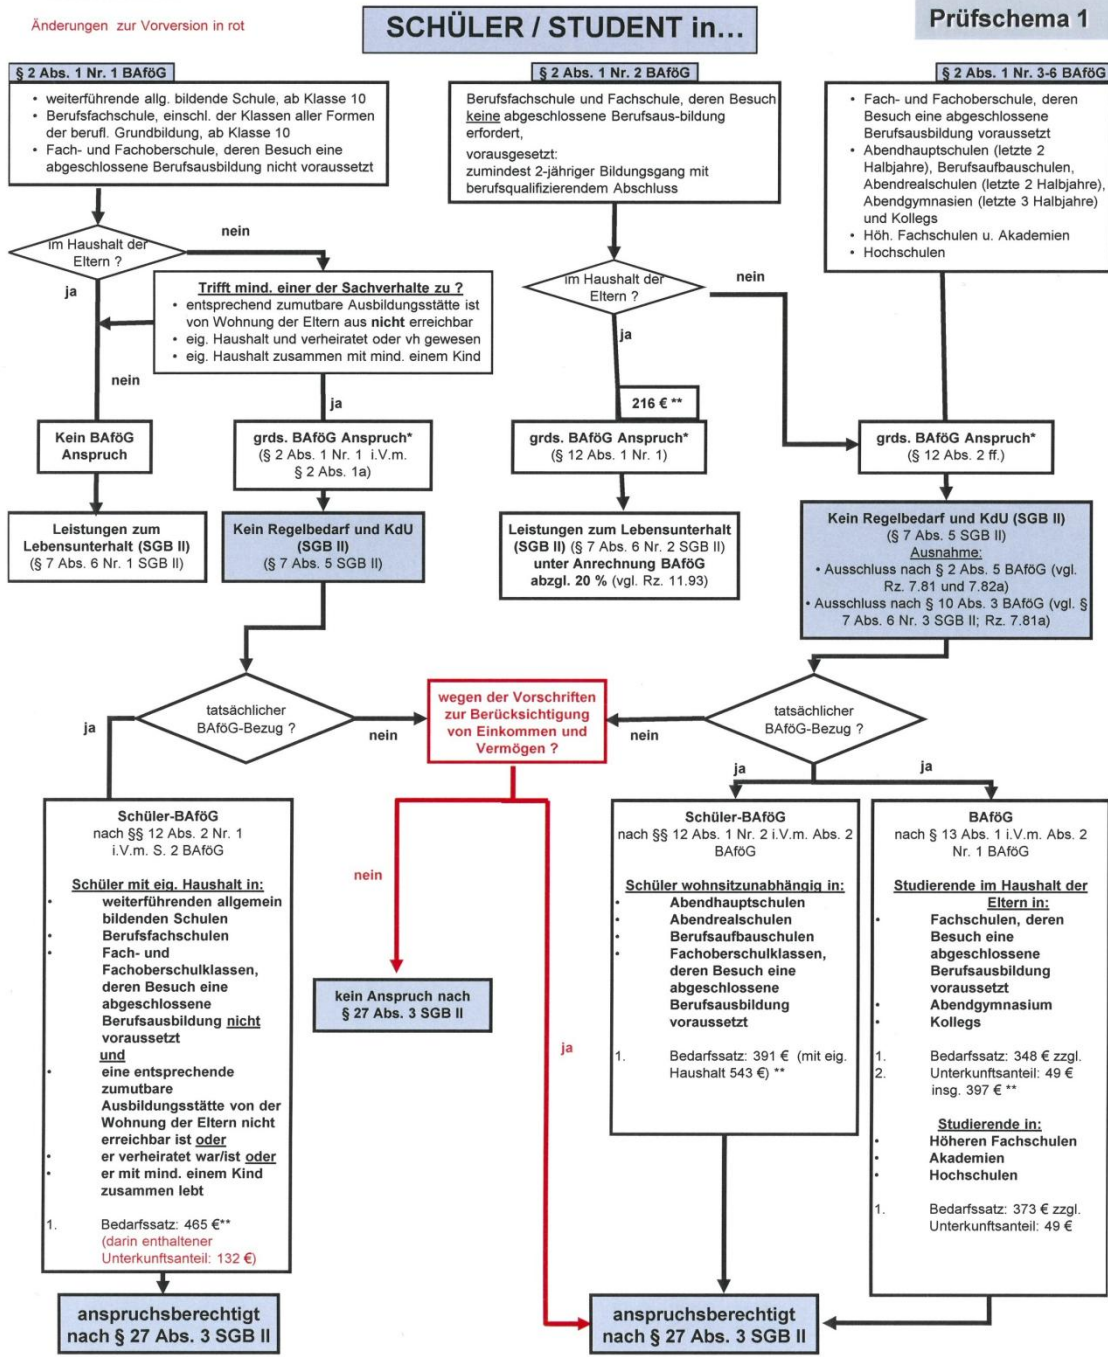 Änderungen zur Vorversion in rot
SCHÜLER / STUDENT in…
Prüfschema 1
§ 2 Abs. 1 Nr. 1 BAföG
• weiterführende allg. bildende Schule, ab Klasse 10
• Berufsfachschule, einschl. der Klassen aller Formen
der berufl. Grundbildung, ab Klasse 10
• Fach- und Fachoberschule, deren Besuch eine
abgeschlossene Berufsausbildung nicht voraussetzt
§ 2 Abs. 1 Nr. 2 BAföG
Berufsfachschule und Fachschule, deren Besuch
keine abgeschlossene Berufsaus-bildung
erfordert,
vorausgesetzt:
zumindest 2-jähriger Bildungsgang mit
berufsqualifizierendem Abschluss
§ 2 Abs. 1 Nr. 3-6 BAföG
• Fach- und Fachoberschule, deren
Besuch eine abgeschlossene
Berufsausbildung voraussetzt
• Abendhauptschulen (letzte 2
Halbjahre), Berufsaufbauschulen,
Abendrealschulen (letzte 2 Halbjahre),
Abendgymnasien (letzte 3 Halbjahre)
und Kollegs
• Höh. Fachschulen u. Akademien
• Hochschulen
im Haushalt der
Eltern ?
nein
ja
Trifft mind. einer der Sachverhalte zu ?
• entsprechend zumutbare Ausbildungsstätte ist
von Wohnung der Eltern aus nicht erreichbar
• eig. Haushalt und verheiratet oder vh gewesen
• eig. Haushalt zusammen mit mind. einem Kind
nein
ja
im Haushalt der
Eltern ?
nein
ja
216 € **
Kein BAföG
Anspruch
grds. BAföG Anspruch*
(§ 2 Abs. 1 Nr. 1 i.V.m.
§ 2 Abs. 1a)
grds. BAföG Anspruch*
(§ 12 Abs. 1 Nr. 1)
grds. BAföG Anspruch*
(§ 12 Abs. 2 ff.)
Leistungen zum
Lebensunterhalt (SGB II)
(§ 7 Abs. 6 Nr. 1 SGB II)
Kein Regelbedarf und KdU
(SGB II)
(§ 7 Abs. 5 SGB II)
Leistungen zum Lebensunterhalt
(SGB II) (§ 7 Abs. 6 Nr. 2 SGB II)
unter Anrechnung BAföG
abzgl. 20 % (vgl. Rz. 11.93)
Kein Regelbedarf und KdU (SGB II)
(§ 7 Abs. 5 SGB II)
Ausnahme:
• Ausschluss nach § 2 Abs. 5 BAföG (vgl.
Rz. 7.81 und 7.82a)
• Ausschluss nach § 10 Abs. 3 BAföG (vgl. §
7 Abs. 6 Nr. 3 SGB II; Rz. 7.81a)
tatsächlicher
BAföG-Bezug ?
ja
nein
wegen der Vorschriften
zur Berücksichtigung
von Einkommen und
Vermögen ?
tatsächlicher
BAföG-Bezug ?
nein
ja
ja
Schüler-BAföG
nach §§ 12 Abs. 2 Nr. 1
i.V.m. S. 2 BAföG
Schüler mit eig. Haushalt in:
• weiterführenden allgemein
bildenden Schulen
• Berufsfachschulen
• Fach- und
Fachoberschulklassen,
deren Besuch eine
abgeschlossene
Berufsausbildung nicht
voraussetzt
und
• eine entsprechende
zumutbare
Ausbildungsstätte von der
Wohnung der Eltern nicht
erreichbar ist oder
• er verheiratet war/ist oder
• er mit mind. einem Kind
zusammen lebt
1. Bedarfssatz: 465 €**
(darin enthaltener
Unterkunftsanteil: 132 €)
nein
kein Anspruch nach
§ 27 Abs. 3 SGB II
ja
Schüler-BAföG
nach §§ 12 Abs. 1 Nr. 2 i.V.m. Abs. 2
BAföG
Schüler wohnsitzunabhängig in:
• Abendhauptschulen
• Abendrealschulen
• Berufsaufbauschulen
• Fachoberschulklassen,
deren Besuch eine
abgeschlossene
Berufsausbildung
voraussetzt
1. Bedarfssatz: 391 € (mit eig.
Haushalt 543 €) **
BAföG
nach § 13 Abs. 1 i.V.m. Abs. 2
Nr. 1 BAföG
Studierende im Haushalt der
Eltern in:
• Fachschulen, deren
Besuch eine
abgeschlossene
Berufsausbildung
voraussetzt
• Abendgymnasium
• Kollegs
1. Bedarfssatz: 348 € zzgl.
2. Unterkunftsanteil: 49 €
insg. 397 € **
Studierende in:
• Höheren Fachschulen
• Akademien
• Hochschulen
1. Bedarfssatz: 373 € zzgl.
Unterkunftsanteil: 49 €
anspruchsberechtigt
nach § 27 Abs. 3 SGB II
anspruchsberechtigt
nach § 27 Abs. 3 SGB II